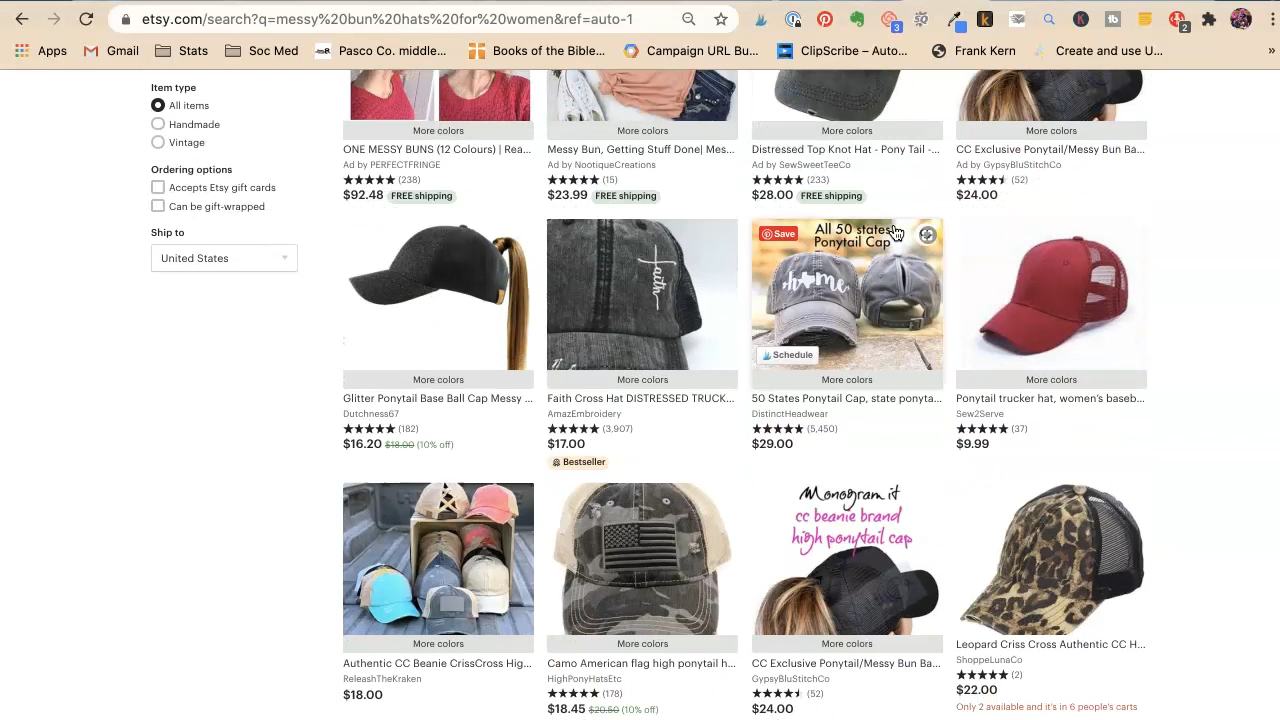 etsy.com/search?q=messy%20bun%20hats%20for%20women&ref=auto-1
3
2
Apps
Gmail
Stats
Soc Med
Pasco Co. middle...
Books of the Bible...
Campaign URL Bu...
ClipScribe – Auto...
Frank Kern
Create and use U...
»
Item type
All items
Handmade
Vintage
Ordering options
Accepts Etsy gift cards
Can be gift-wrapped
Ship to
United States
More colors
More colors
More colors
More colors
ONE MESSY BUNS (12 Colours) | Rea...
Messy Bun, Getting Stuff Done| Mes...
Distressed Top Knot Hat - Pony Tail -...
CC Exclusive Ponytail/Messy Bun Ba...
Ad by PERFECTFRINGE
Ad by NootiqueCreations
Ad by SewSweetTeeCo
Ad by GypsyBluStitchCo
(238)
(15)
(233)
(52)
$92.48 FREE shipping
$23.99 FREE shipping
$28.00 FREE shipping
$24.00
faith
Save
All 50 states
Ponytail Cap
home
Schedule
More colors
More colors
More colors
More colors
Glitter Ponytail Base Ball Cap Messy ...
Faith Cross Hat DISTRESSED TRUCK...
50 States Ponytail Cap, state ponyta...
Ponytail trucker hat, women's baseb...
Dutchness67
AmazEmbroidery
DistinctHeadwear
Sew2Serve
(182)
(3,907)
(5,450)
(37)
$16.20 $18.00 (10% off)
$17.00
$29.00
$9.99
Bestseller
Monogram it
cc beanie brand
high ponytail cap
More colors
More colors
More colors
Authentic CC Beanie CrissCross Hig...
Camo American flag high ponytail h...
CC Exclusive Ponytail/Messy Bun Ba...
Leopard Criss Cross Authentic CC H...
ReleashTheKraken
HighPonyHatsEtc
GypsyBluStitchCo
ShoppeLunaCo
(178)
(52)
(2)
$18.00
$18.45 $20.50 (10% off)
$24.00
$22.00
Only 2 available and it's in 6 people's carts